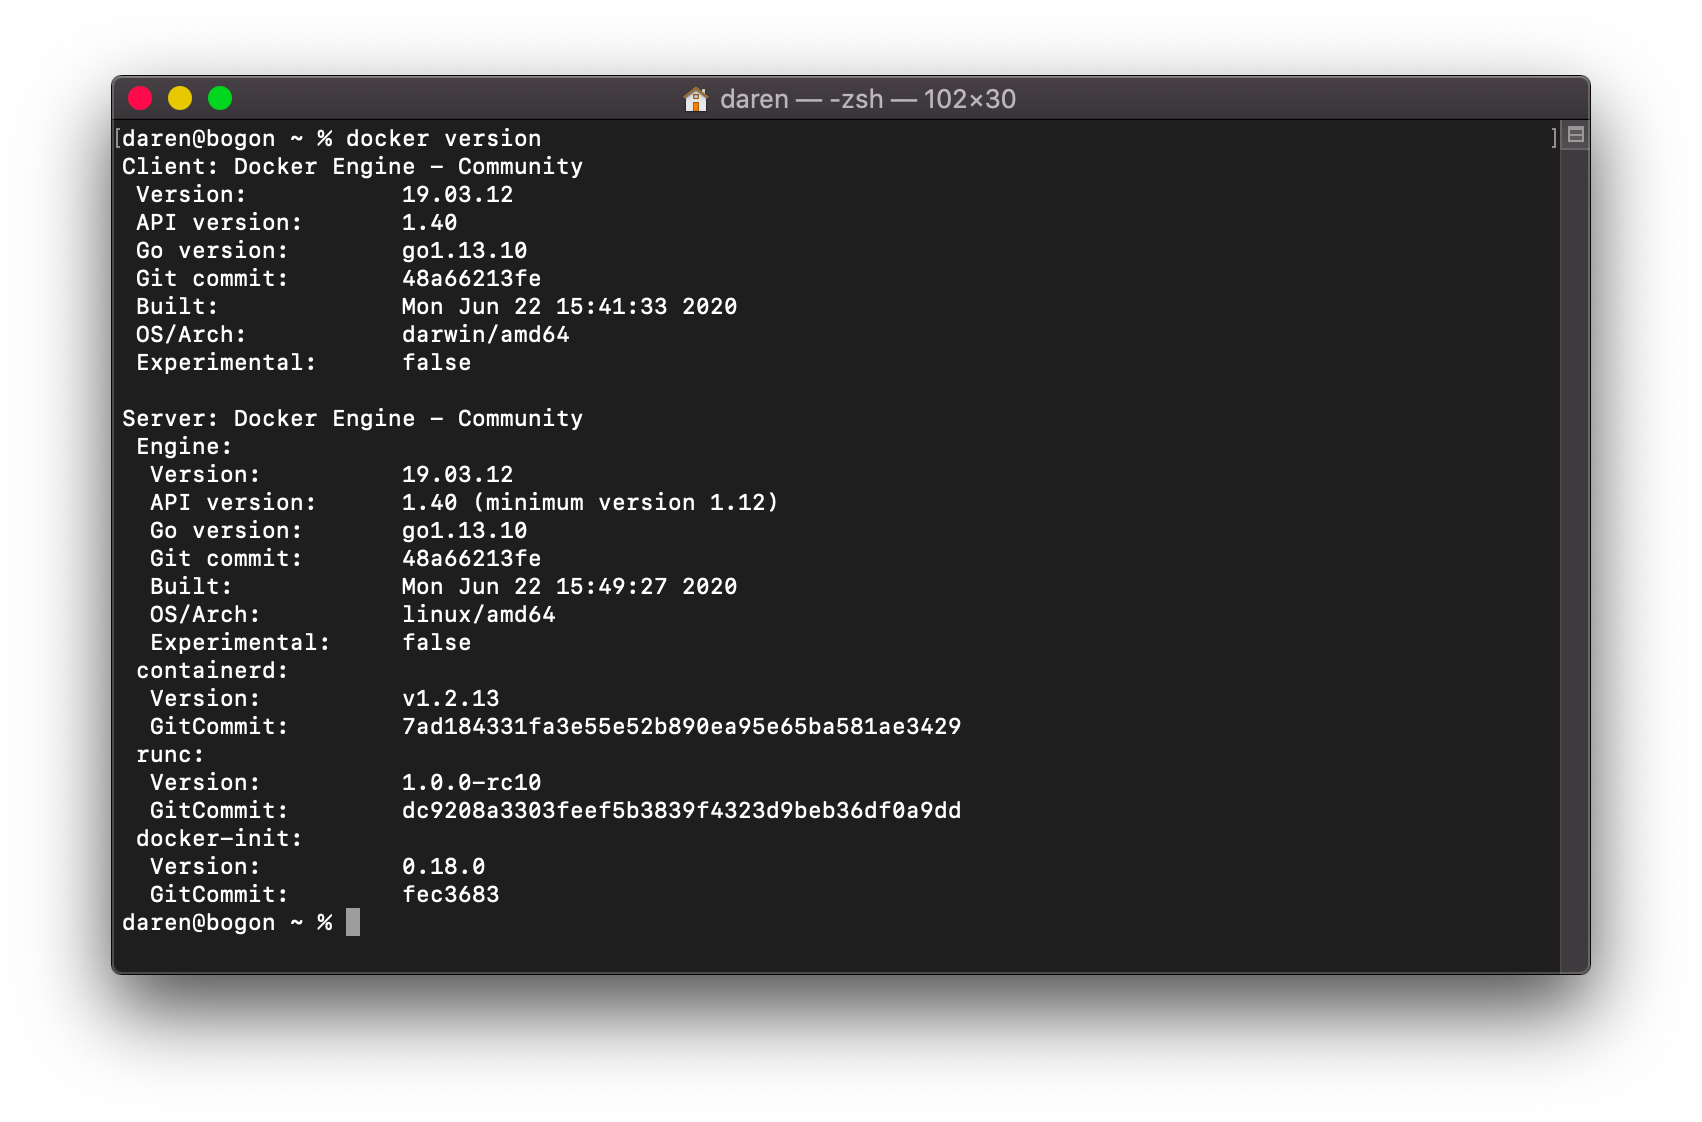 daren — -zsh — 102×30
[daren@bogon ~ % docker version ]
Client: Docker Engine - Community
 Version:           19.03.12
 API version:       1.40
 Go version:        go1.13.10
 Git commit:        48a66213fe
 Built:             Mon Jun 22 15:41:33 2020
 OS/Arch:           darwin/amd64
 Experimental:      false

Server: Docker Engine - Community
 Engine:
  Version:          19.03.12
  API version:      1.40 (minimum version 1.12)
  Go version:       go1.13.10
  Git commit:       48a66213fe
  Built:            Mon Jun 22 15:49:27 2020
  OS/Arch:          linux/amd64
  Experimental:     false
 containerd:
  Version:          v1.2.13
  GitCommit:        7ad184331fa3e55e52b890ea95e65ba581ae3429
 runc:
  Version:          1.0.0-rc10
  GitCommit:        dc9208a3303feef5b3839f4323d9beb36df0a9dd
 docker-init:
  Version:          0.18.0
  GitCommit:        fec3683
daren@bogon ~ %